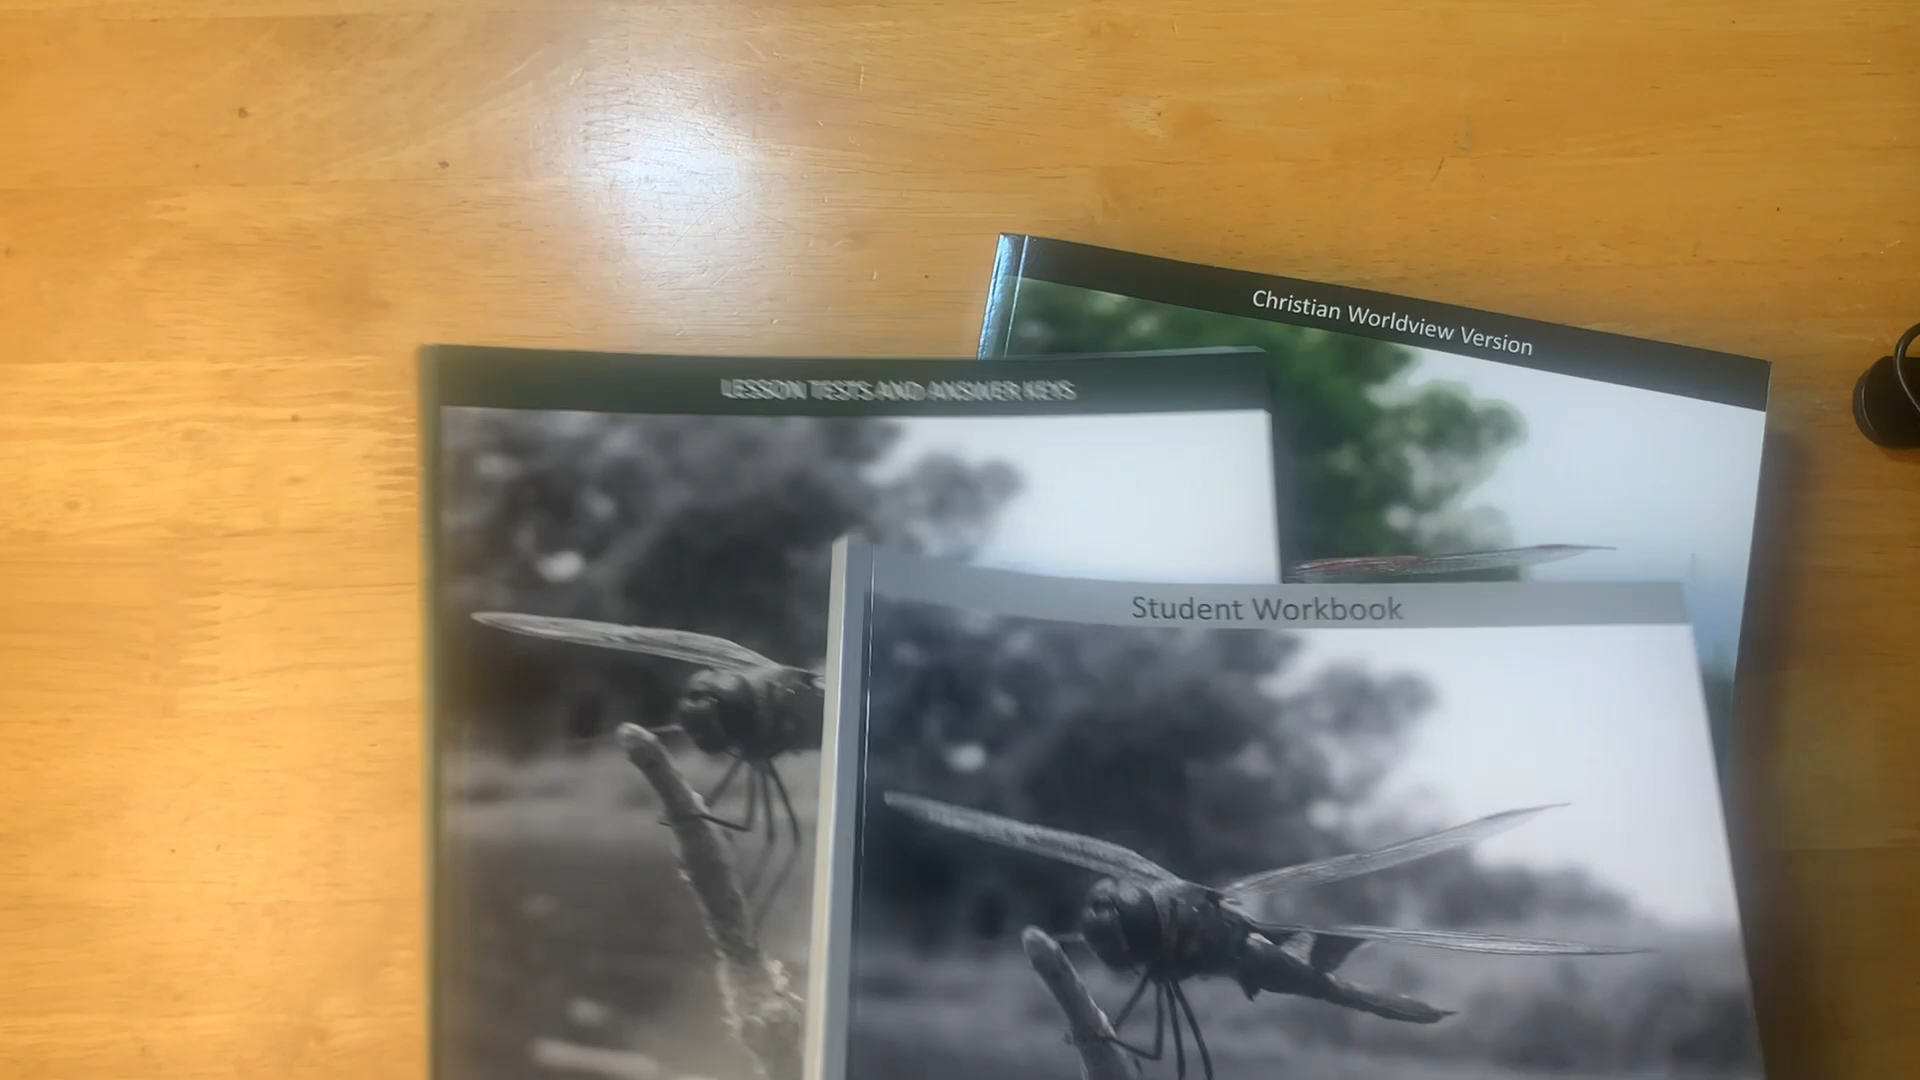 Christian Worldview Version
LESSON TESTS AND ANSWER KEYS
Student Workbook